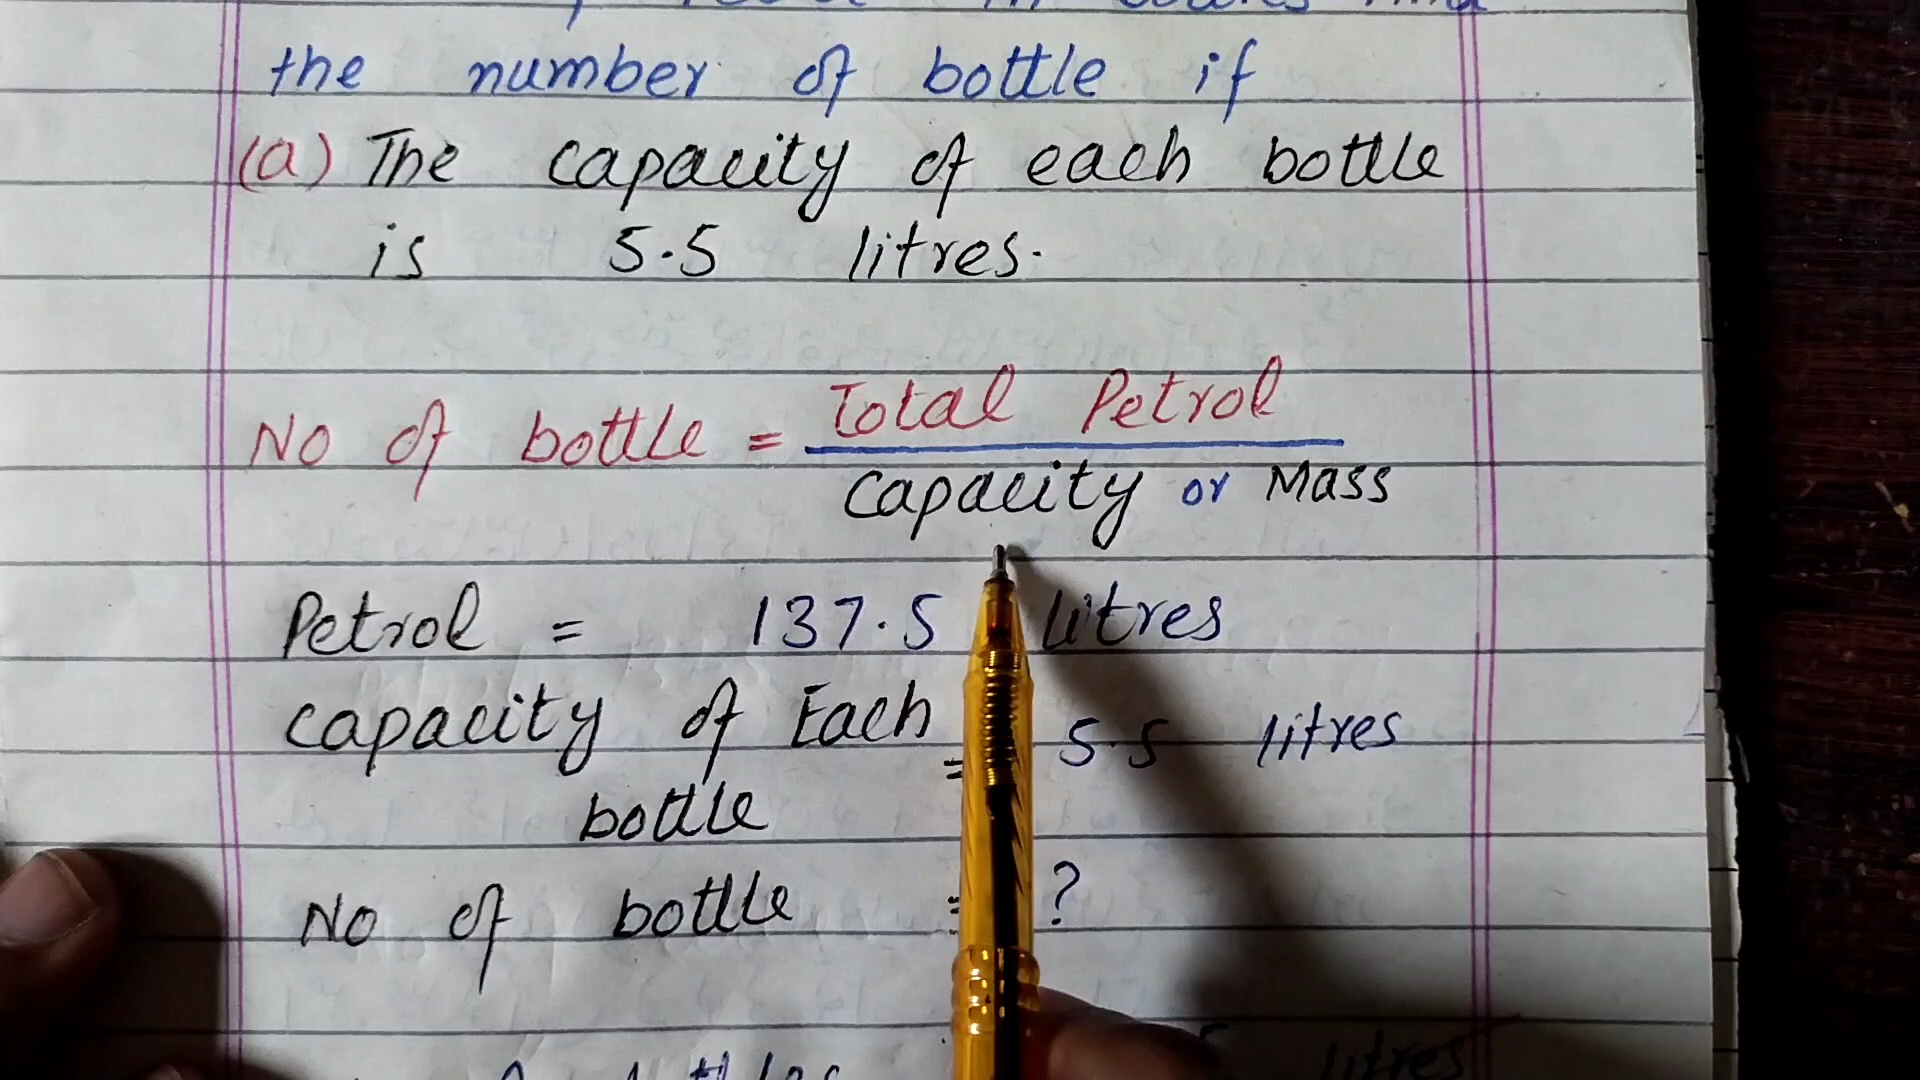 the number of bottle if
(a) The capacity of each bottle
is 5.5 litres.
No of bottle = Total Petrol
Capacity or Mass
Petrol = 137.5 litres
capacity of Each
bottle = 5.5 litres
No of bottle = ?
litres